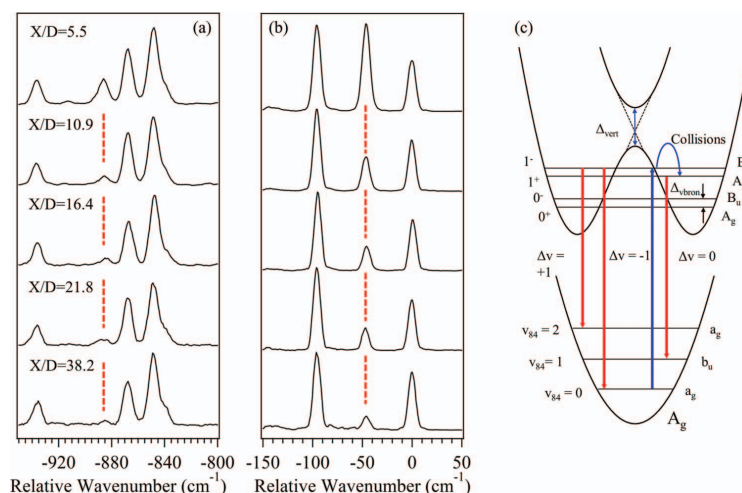 X/D=5.5
(a)
X/D=10.9
X/D=16.4
X/D=21.8
X/D=38.2
-920
-880
-840
-800
Relative Wavenumber (cm⁻¹)
(b)
-150
-100
-50
0
50
Relative Wavenumber (cm⁻¹)
(c)
Δvert
Collisions
1⁻
1⁺
0⁻
0⁺
Δvbron
B
A
Bu
Ag
Δv =
+1
Δv = -1
Δv = 0
v₈₄ = 2
ag
v₈₄ = 1
bu
v₈₄ = 0
ag
Ag